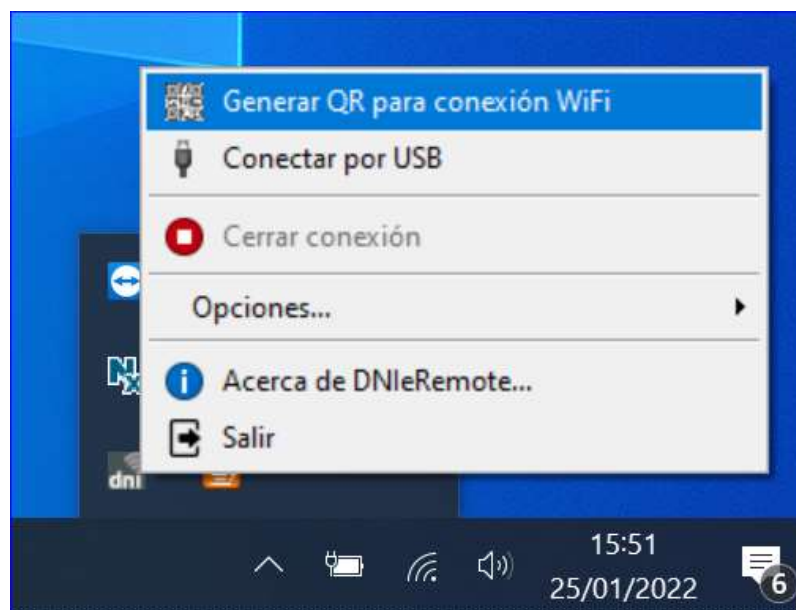 Generar QR para conexión WiFi
Conectar por USB
Cerrar conexión
Opciones...
Acerca de DNIeRemote...
Salir
dni
15:51
25/01/2022
6